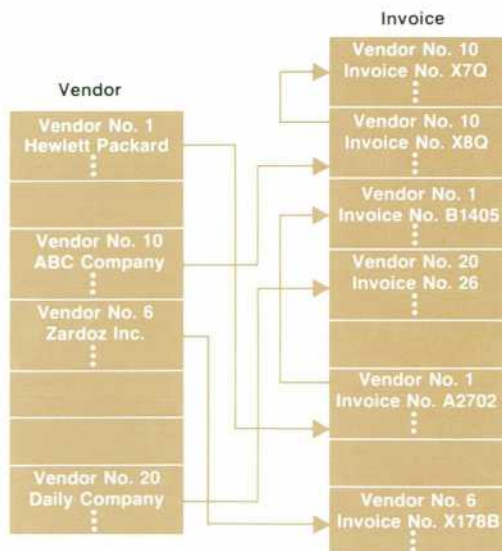 Vendor
Vendor No. 1
Hewlett Packard
Vendor No. 10
ABC Company
Vendor No. 6
Zardoz Inc.
Vendor No. 20
Daily Company
Invoice
Vendor No. 10
Invoice No. X7Q
Vendor No. 10
Invoice No. X8Q
Vendor No. 1
Invoice No. B1405
Vendor No. 20
Invoice No. 26
Vendor No. 1
Invoice No. A2702
Vendor No. 6
Invoice No. X178B